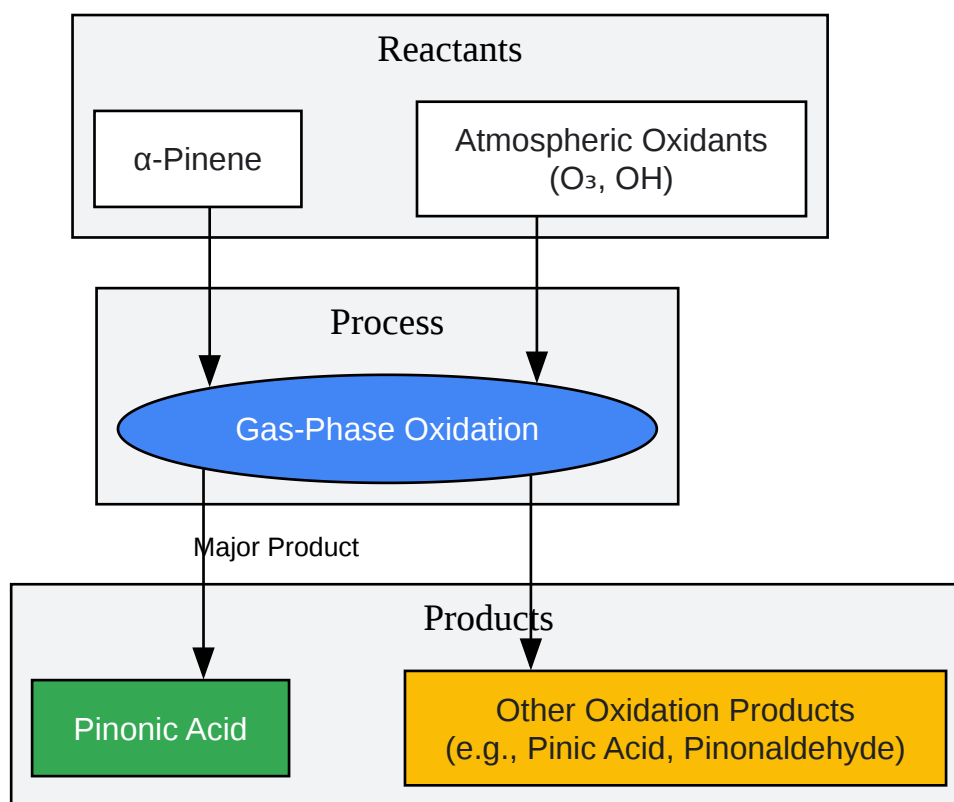 Reactants
α-Pinene
Atmospheric Oxidants
(O₃, OH)
Process
Gas-Phase Oxidation
Major Product
Products
Pinonic Acid
Other Oxidation Products
(e.g., Pinic Acid, Pinonaldehyde)